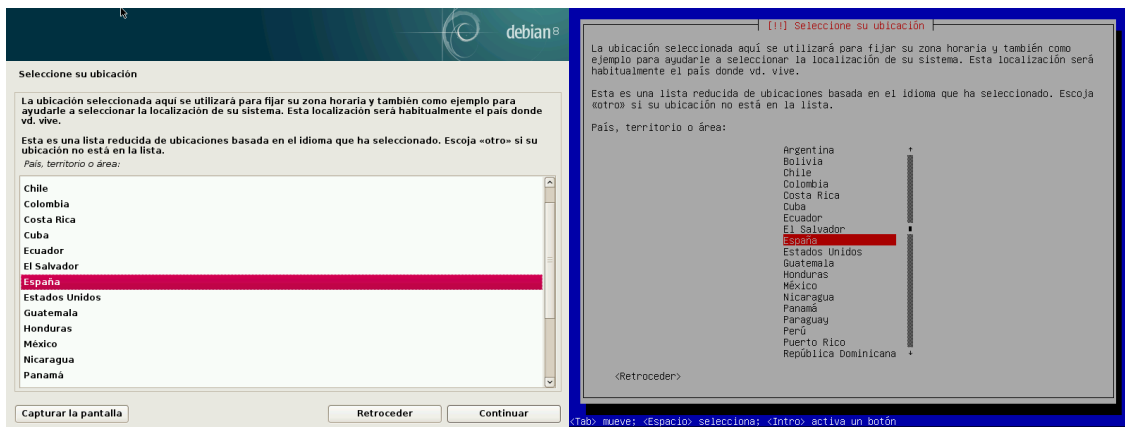 debian 8
Seleccione su ubicación
La ubicación seleccionada aquí se utilizará para fijar su zona horaria y también como ejemplo para
ayudarle a seleccionar la localización de su sistema. Esta localización será habitualmente el país donde
vd. vive.
Esta es una lista reducida de ubicaciones basada en el idioma que ha seleccionado. Escoja «otro» si su
ubicación no está en la lista.
País, territorio o área:
Chile
Colombia
Costa Rica
Cuba
Ecuador
El Salvador
España
Estados Unidos
Guatemala
Honduras
México
Nicaragua
Panamá
Capturar la pantalla
Retroceder
Continuar
[!!] Seleccione su ubicación
La ubicación seleccionada aquí se utilizará para fijar su zona horaria y también como
ejemplo para ayudarle a seleccionar la localización de su sistema. Esta localización será
habitualmente el país donde vd. vive.
Esta es una lista reducida de ubicaciones basada en el idioma que ha seleccionado. Escoja
«otro» si su ubicación no está en la lista.
País, territorio o área:
Argentina
Bolivia
Chile
Colombia
Costa Rica
Cuba
Ecuador
El Salvador
España
Estados Unidos
Guatemala
Honduras
México
Nicaragua
Panamá
Paraguay
Perú
Puerto Rico
República Dominicana
<Retroceder>
<Tab> mueve; <Espacio> selecciona; <Intro> activa un botón